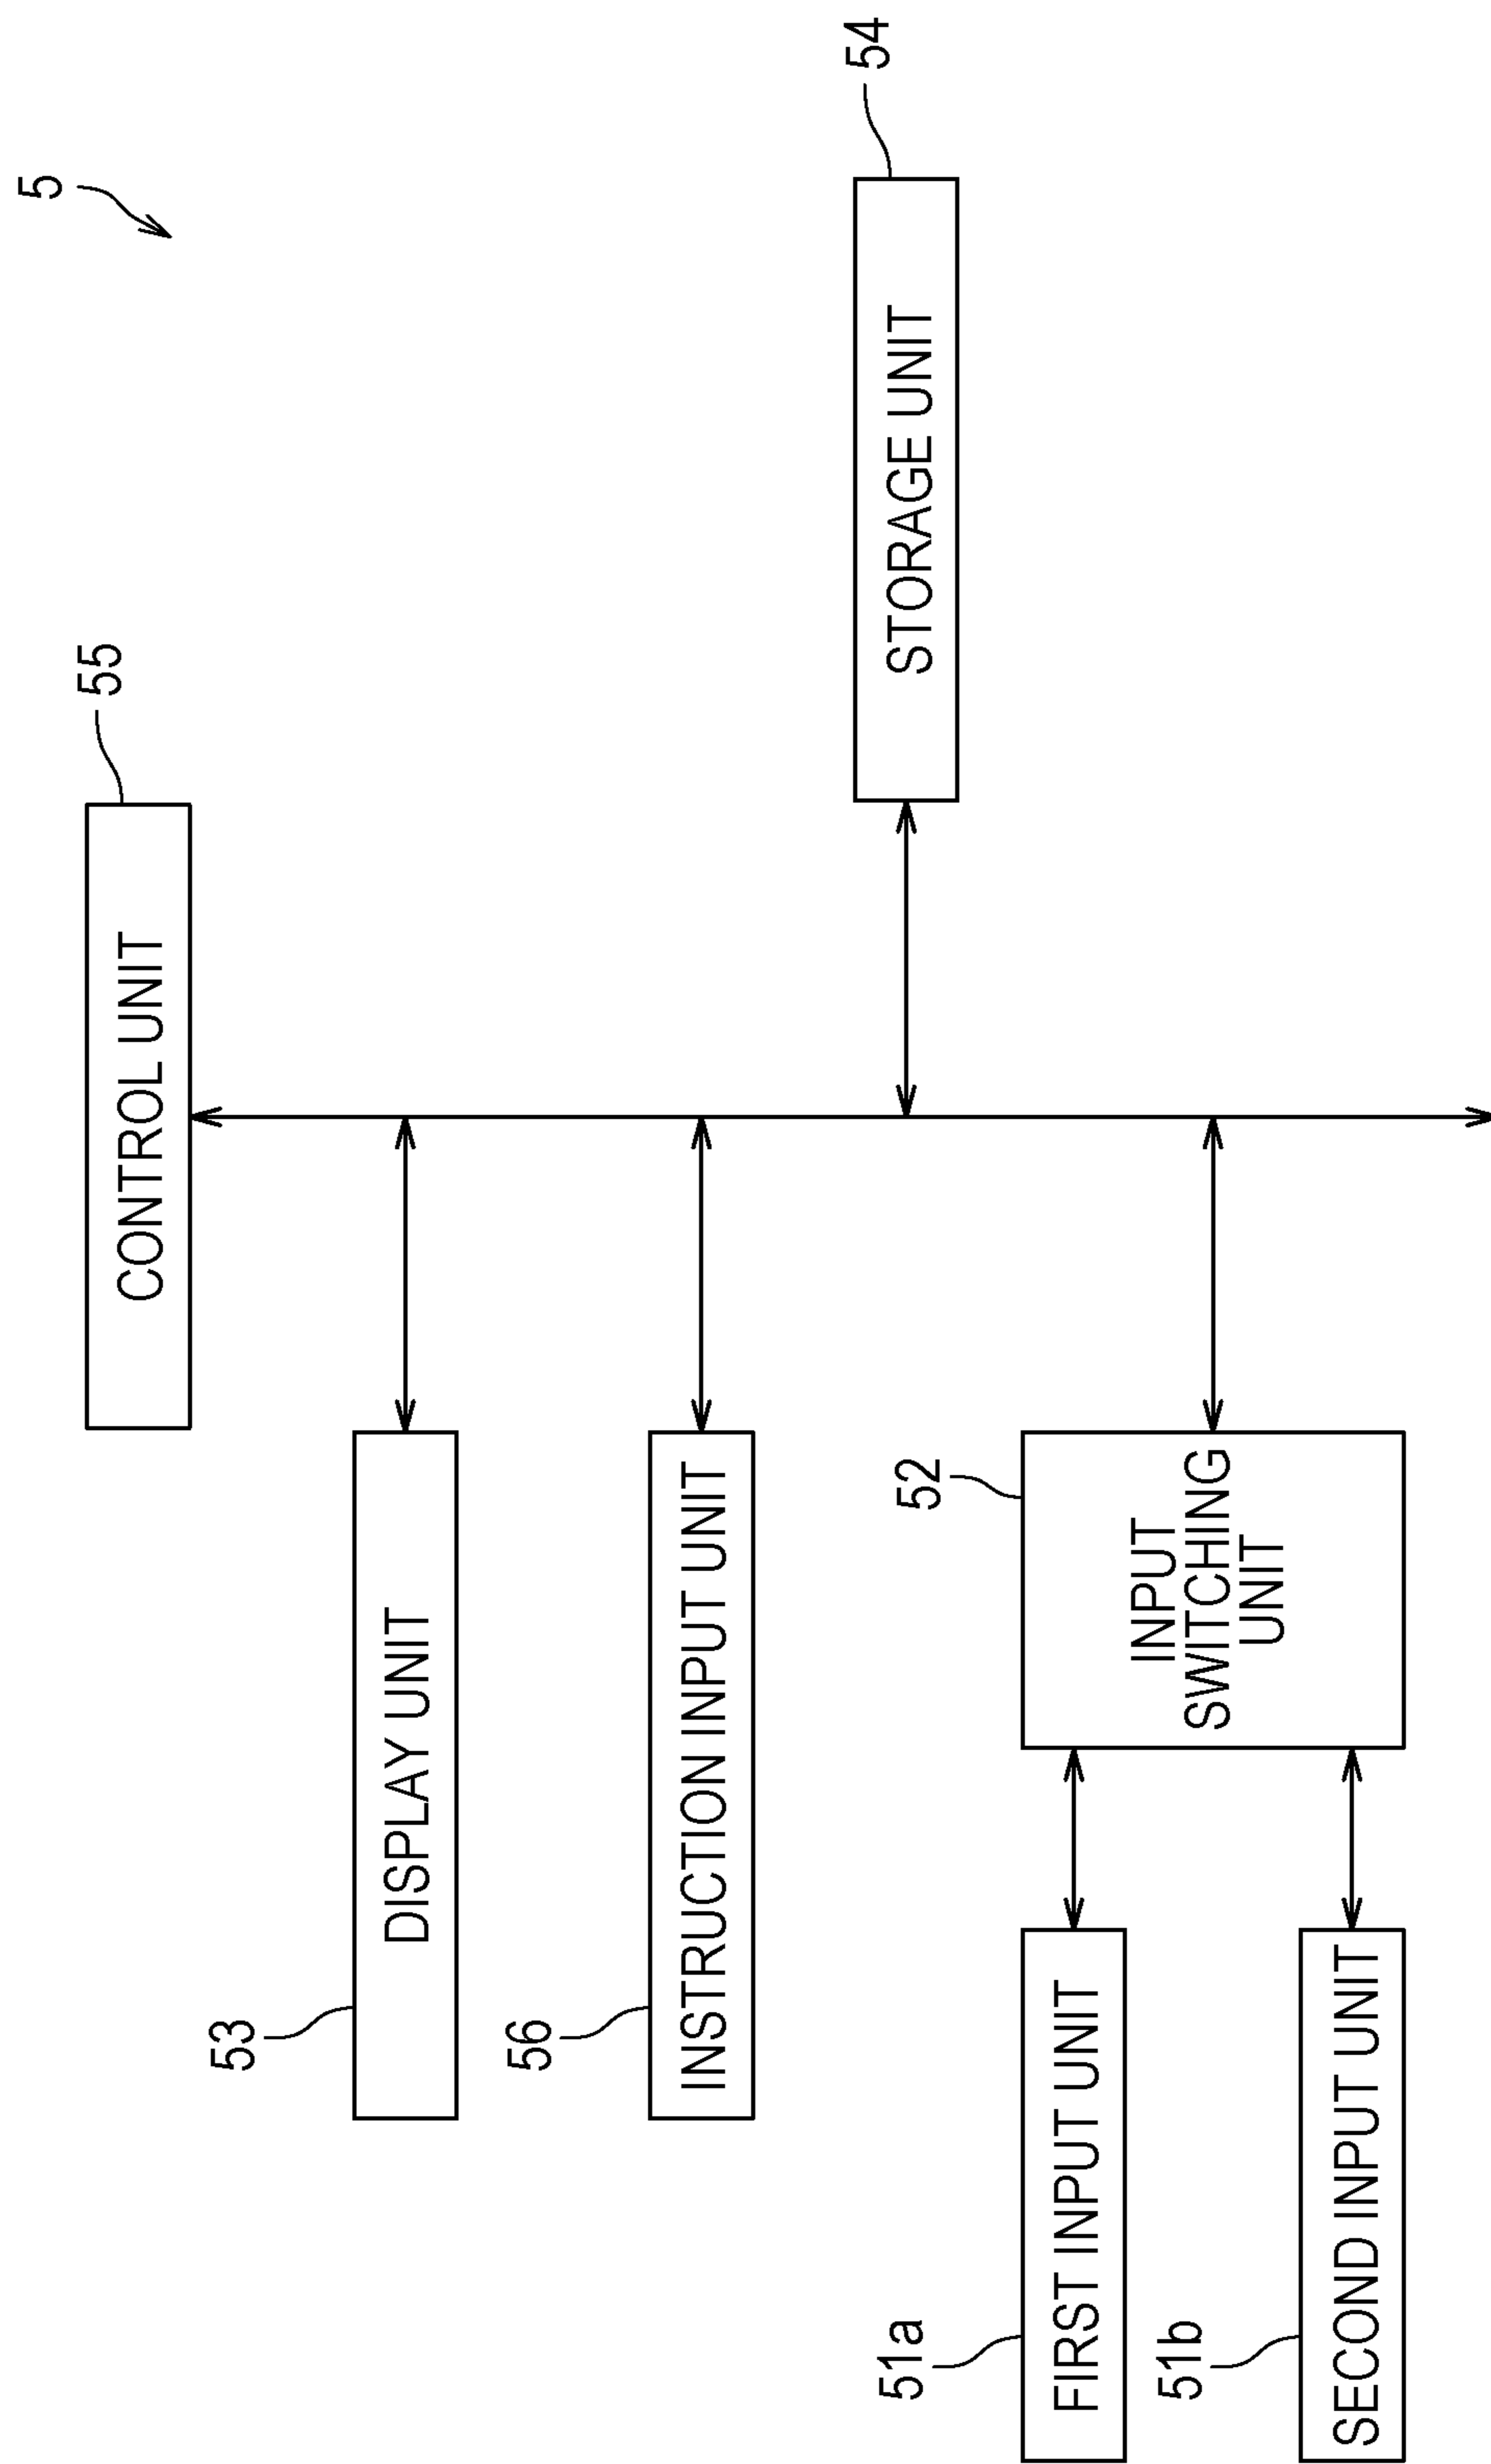 5
55
CONTROL UNIT
53
DISPLAY UNIT
56
INSTRUCTION INPUT UNIT
54
STORAGE UNIT
51a
FIRST INPUT UNIT
52
INPUT
SWITCHING
UNIT
51b
SECOND INPUT UNIT